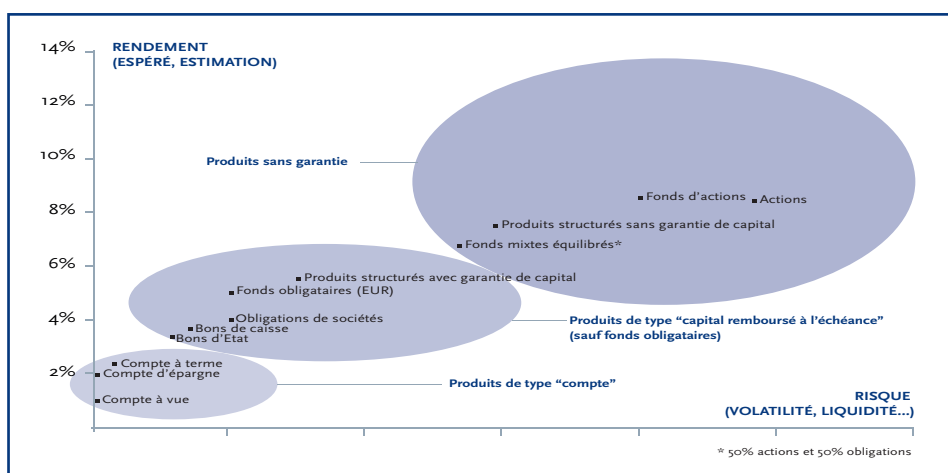 14%
RENDEMENT
(ESPÉRÉ, ESTIMATION)
12%
10%
Produits sans garantie
8%
Fonds d'actions
Actions
Produits structurés sans garantie de capital
Fonds mixtes équilibrés*
6%
Produits structurés avec garantie de capital
Fonds obligataires (EUR)
4%
Obligations de sociétés
Produits de type “capital remboursé à l'échéance”
(sauf fonds obligataires)
Bons de caisse
Bons d'Etat
2%
Compte à terme
Compte d'épargne
Produits de type “compte”
Compte à vue
RISQUE
(VOLATILITÉ, LIQUIDITÉ...)
* 50% actions et 50% obligations